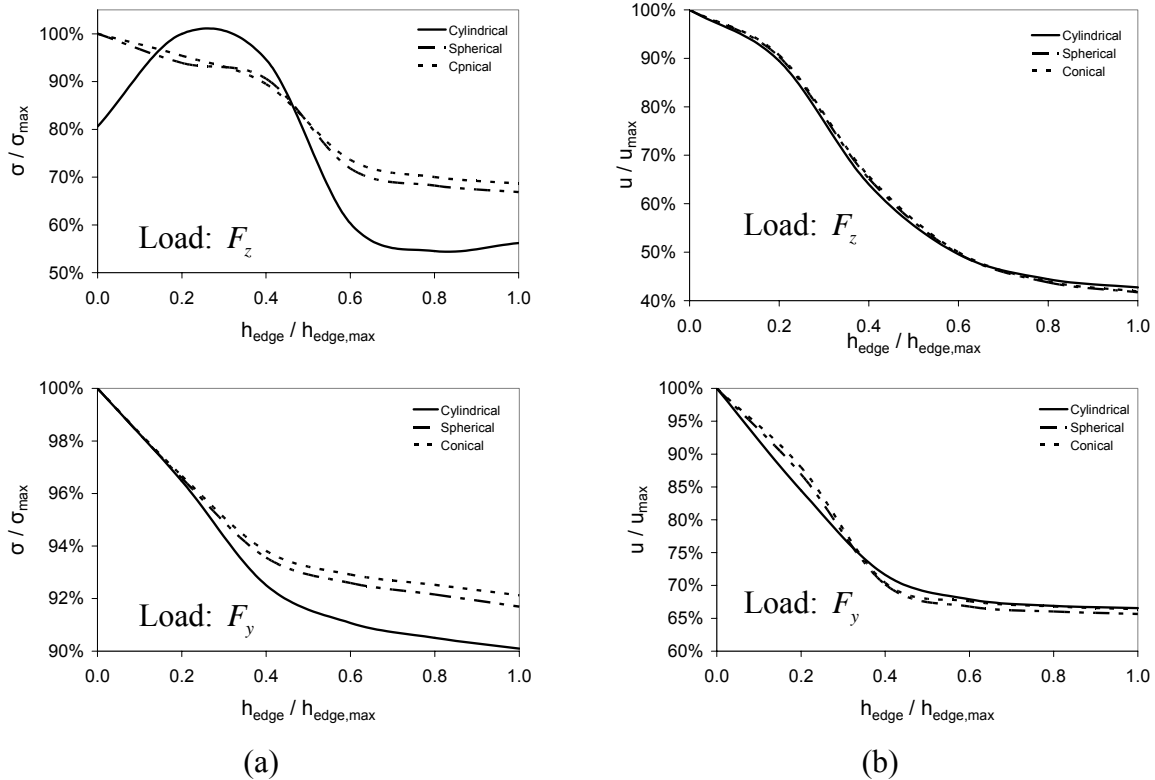 100%
90%
80%
70%
60%
50%
σ / σmax
Cylindrical
Spherical
Cpnical
Load: Fz
0.0 0.2 0.4 0.6 0.8 1.0
hedge / hedge,max
100%
90%
80%
70%
60%
50%
40%
u / umax
Cylindrical
Spherical
Conical
Load: Fz
0.0 0.2 0.4 0.6 0.8 1.0
hedge / hedge,max
100%
98%
96%
94%
92%
90%
σ / σmax
Cylindrical
Spherical
Conical
Load: Fy
0.0 0.2 0.4 0.6 0.8 1.0
hedge / hedge,max
100%
95%
90%
85%
80%
75%
70%
65%
60%
u / umax
Cylindrical
Spherical
Conical
Load: Fy
0.0 0.2 0.4 0.6 0.8 1.0
hedge / hedge,max
(a)
(b)